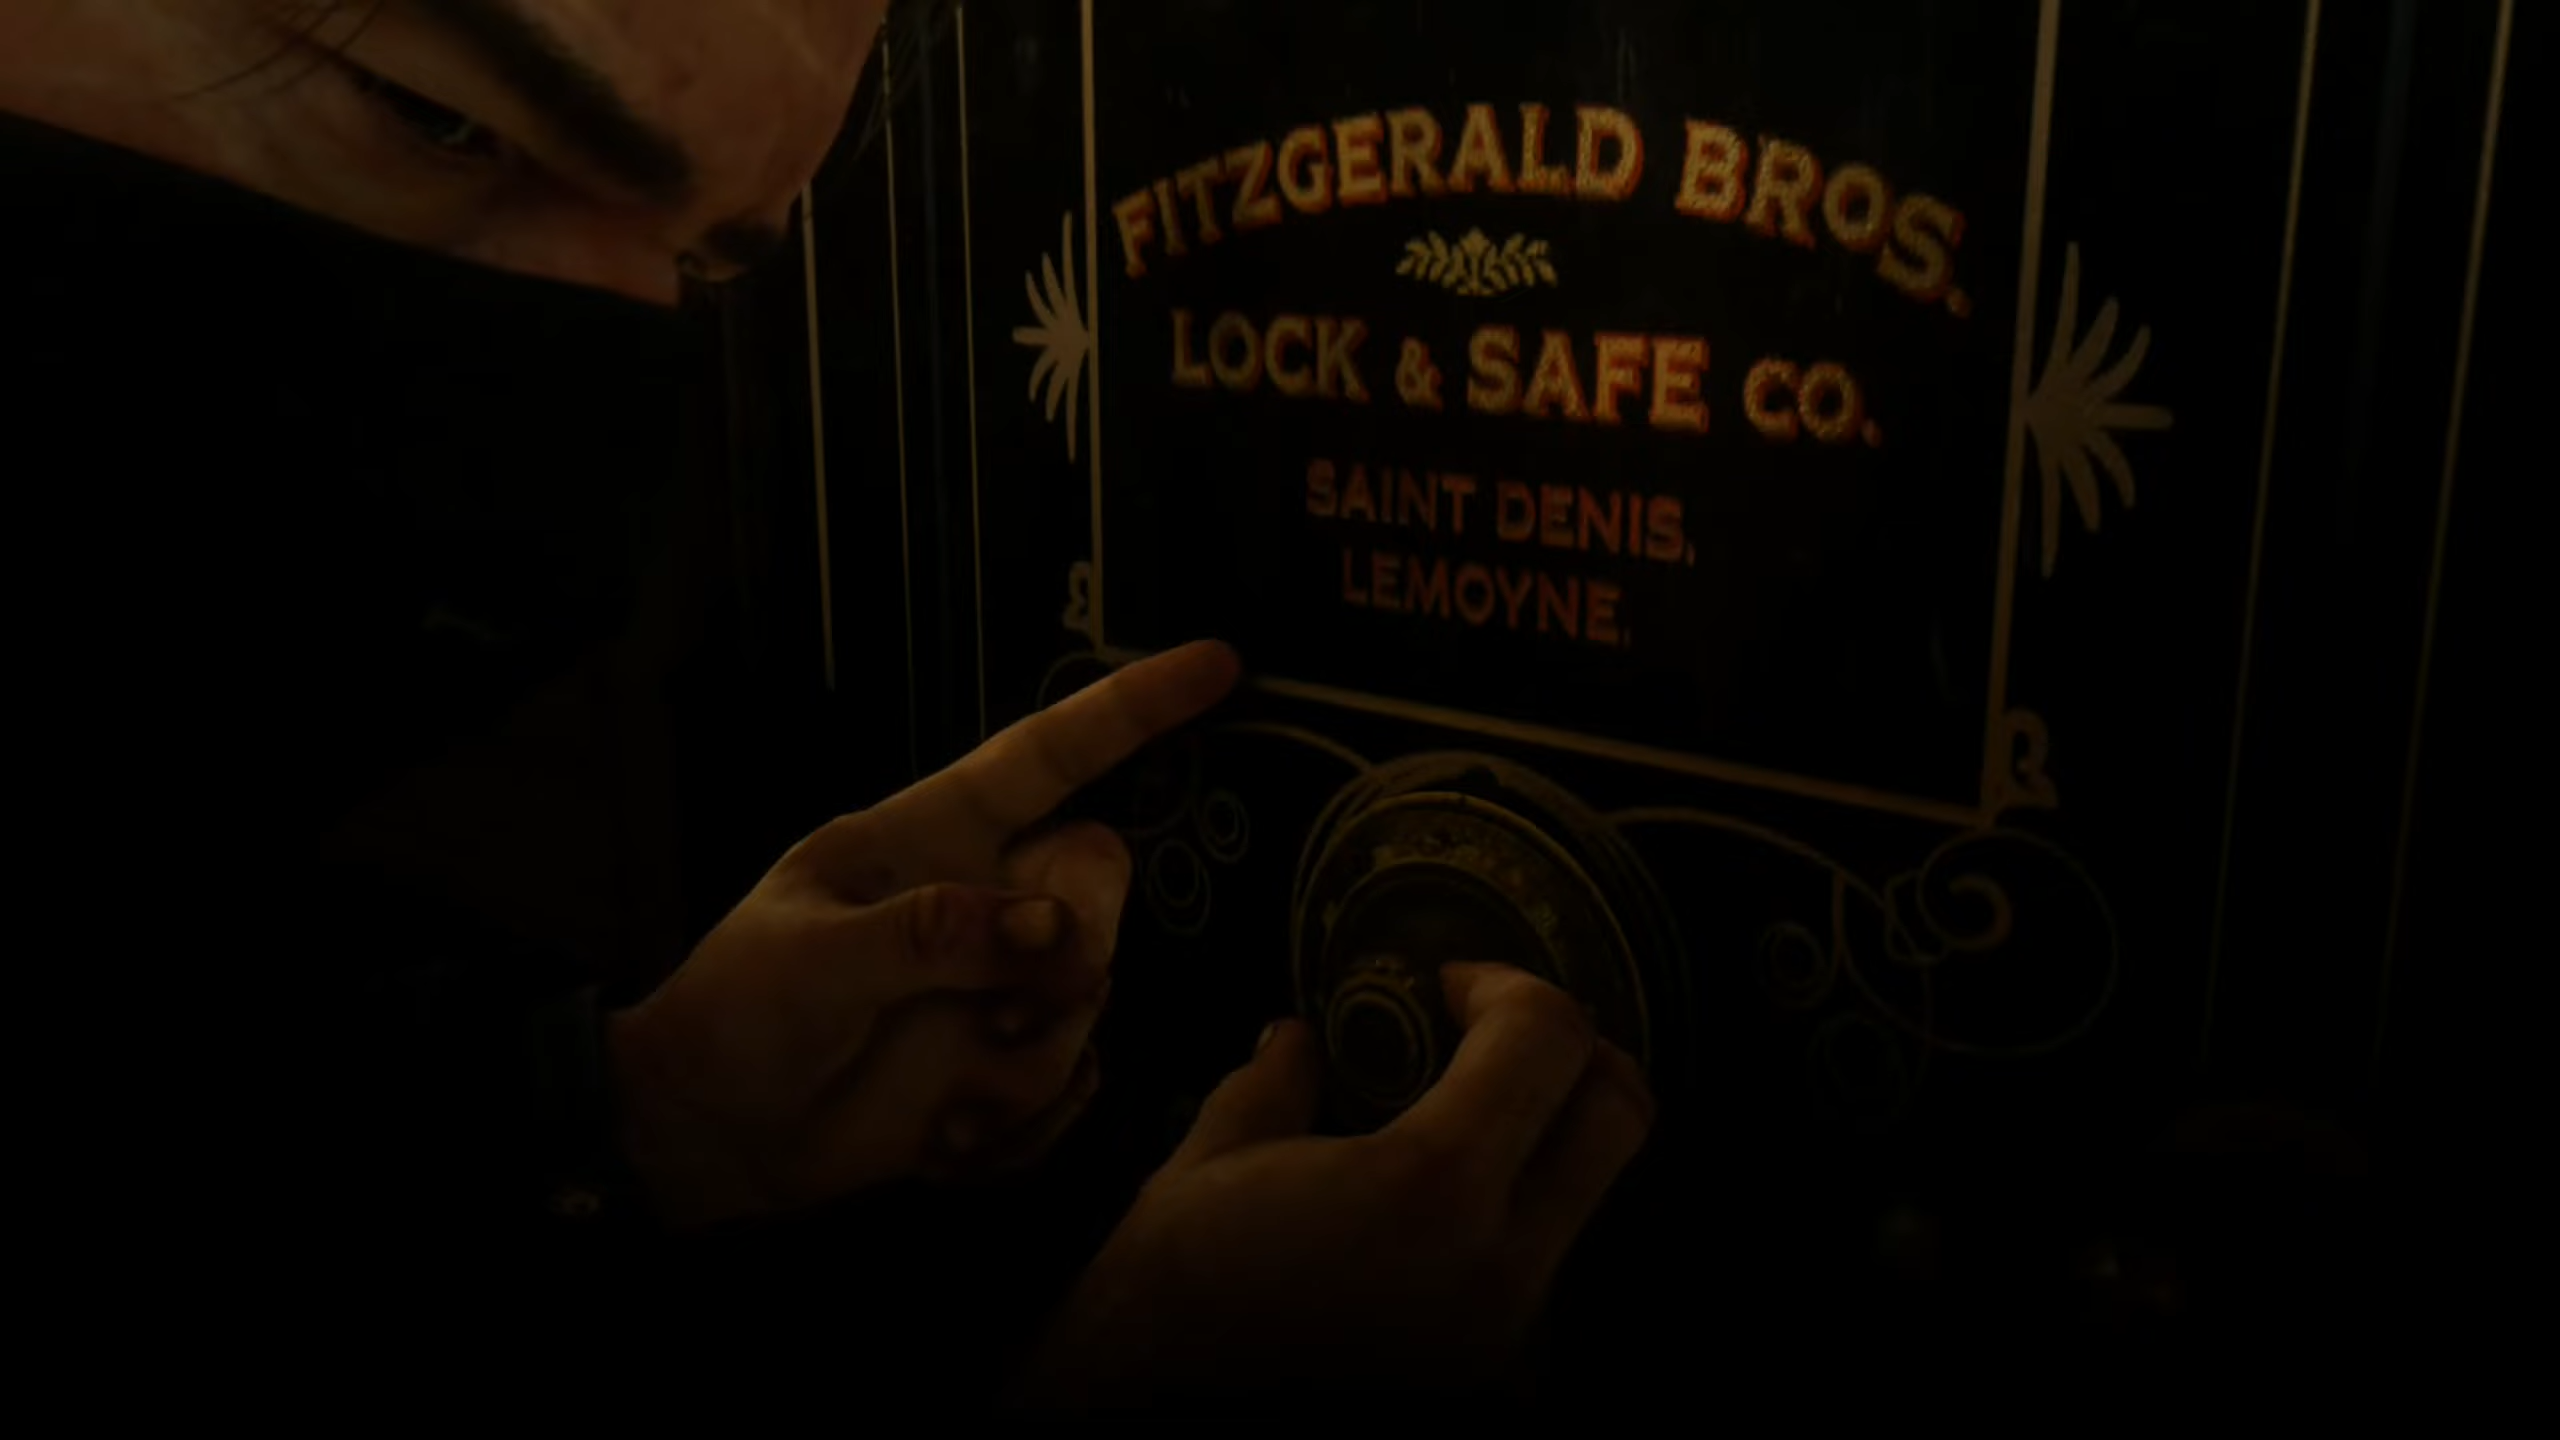 FITZGERALD BROS.
LOCK & SAFE CO.
SAINT DENIS,
LEMOYNE.